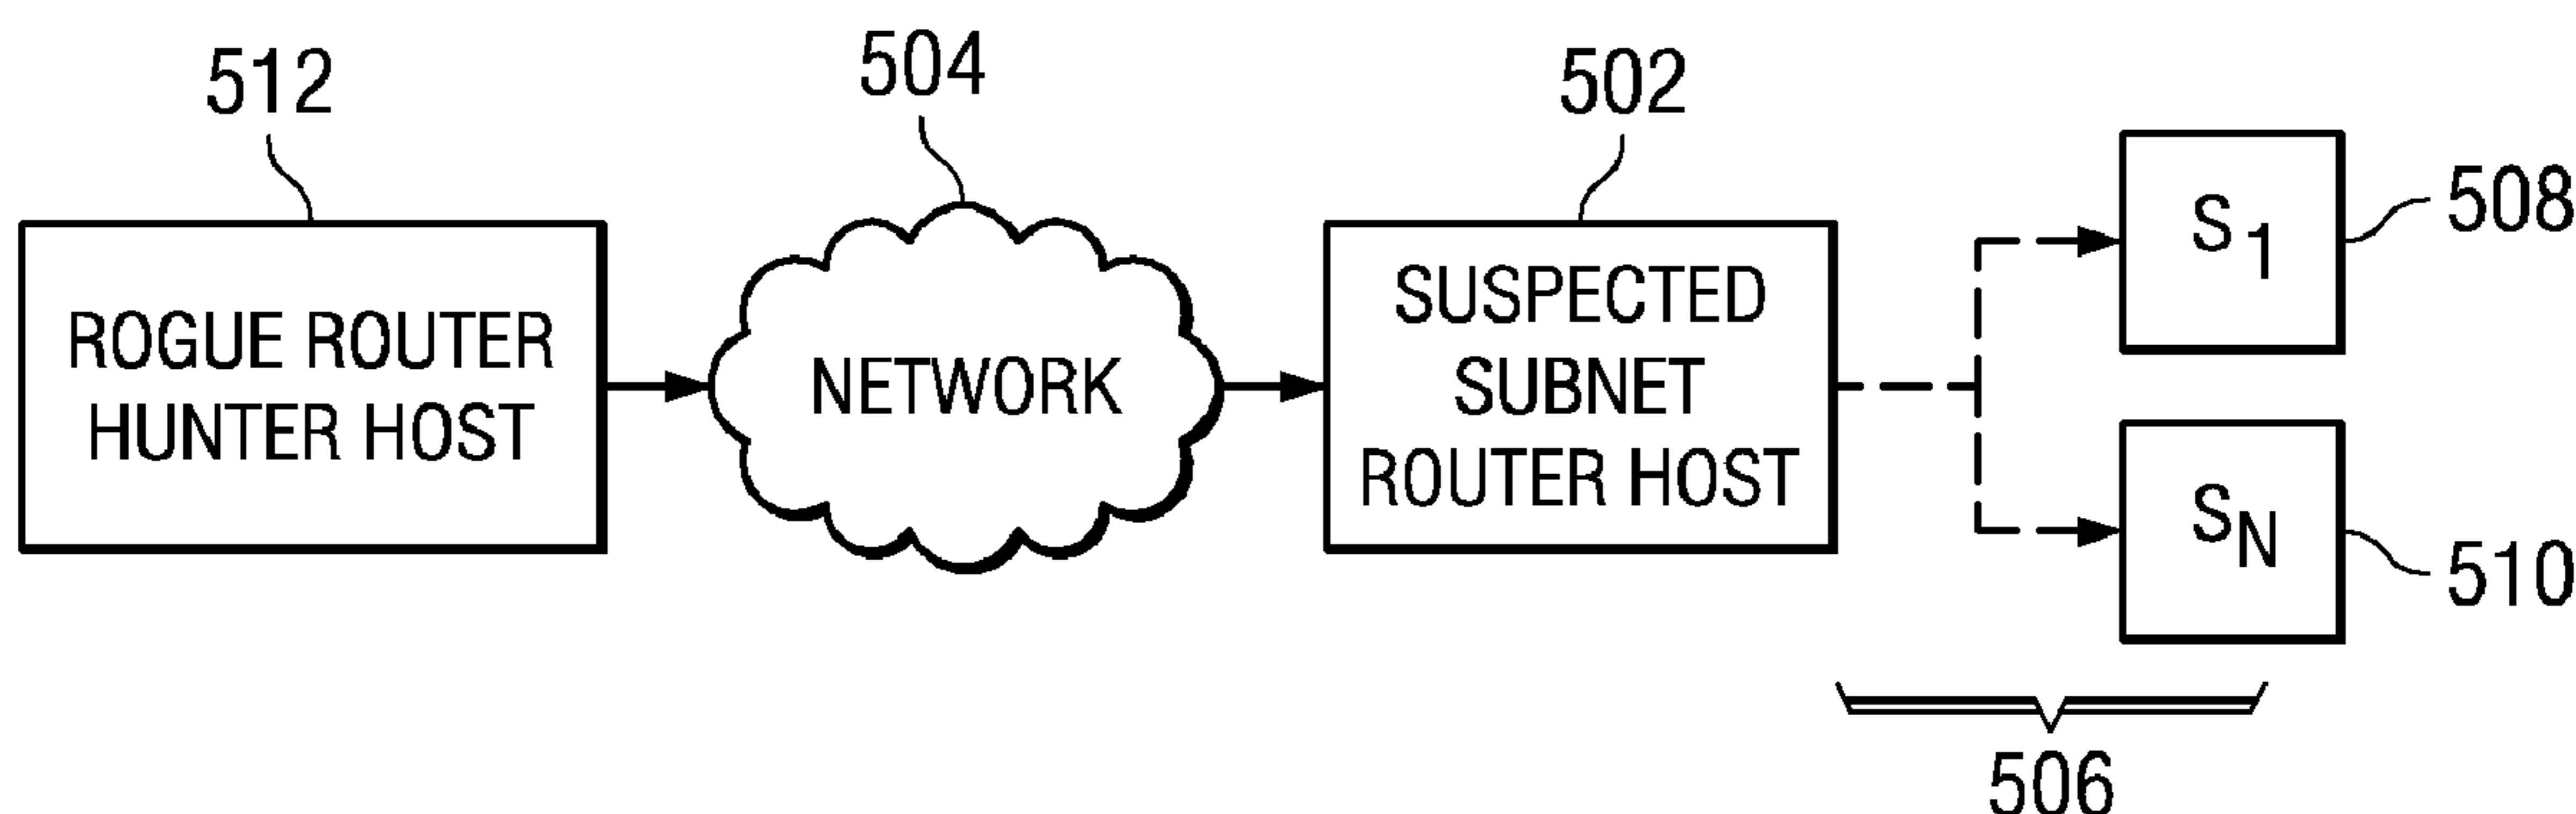 512
504
502
508
ROGUE ROUTER
HUNTER HOST
NETWORK
SUSPECTED
SUBNET
ROUTER HOST
S1
SN
510
506